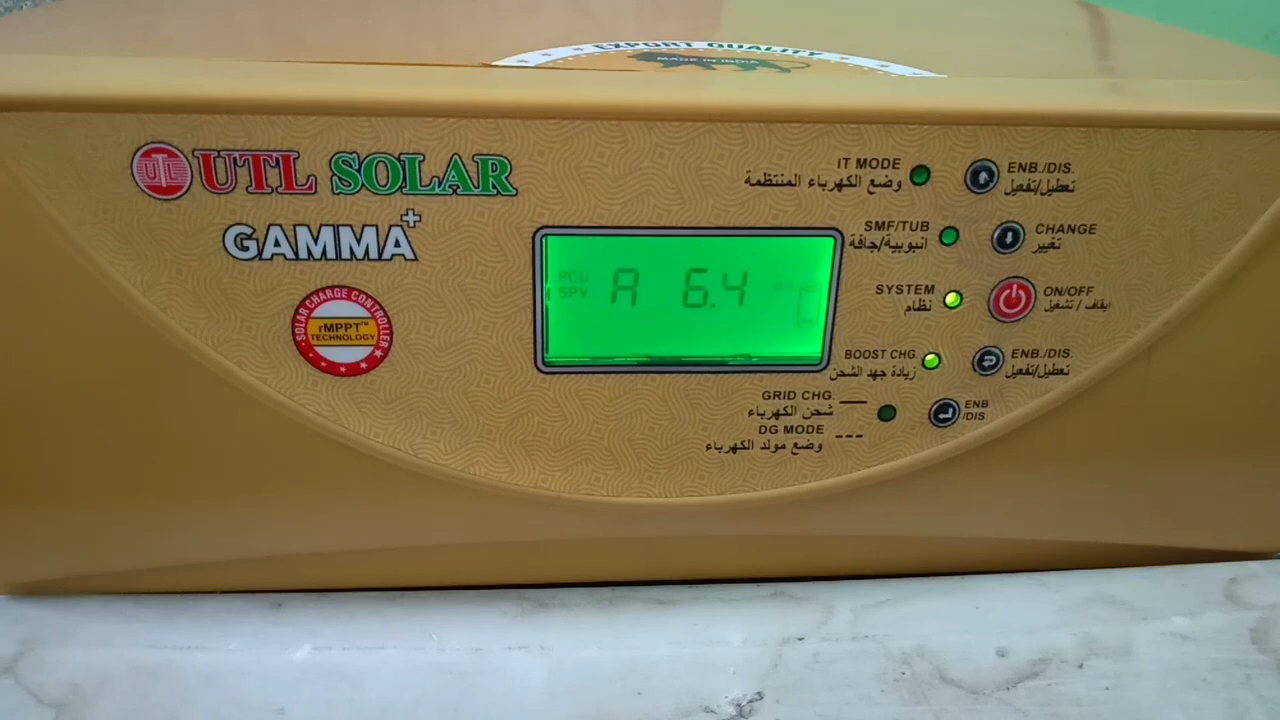 EXPORT QUALITY
MADE IN INDIA
UTL
UTL SOLAR
GAMMA+
SOLAR CHARGE CONTROLLER
rMPPT™
TECHNOLOGY
PCU
SPV
A 6.4
IT MODE
وضع الكهرباء المنتظمة
ENB./DIS.
تعطيل/تفعيل
SMF/TUB
انبوبية/جافة
CHANGE
تغيير
SYSTEM
نظام
ON/OFF
ايقاف / تشغيل
BOOST CHG.
زيادة جهد الشحن
ENB./DIS.
تعطيل/تفعيل
GRID CHG.
شحن الكهرباء
ENB
/DIS.
DG MODE
وضع مولد الكهرباء